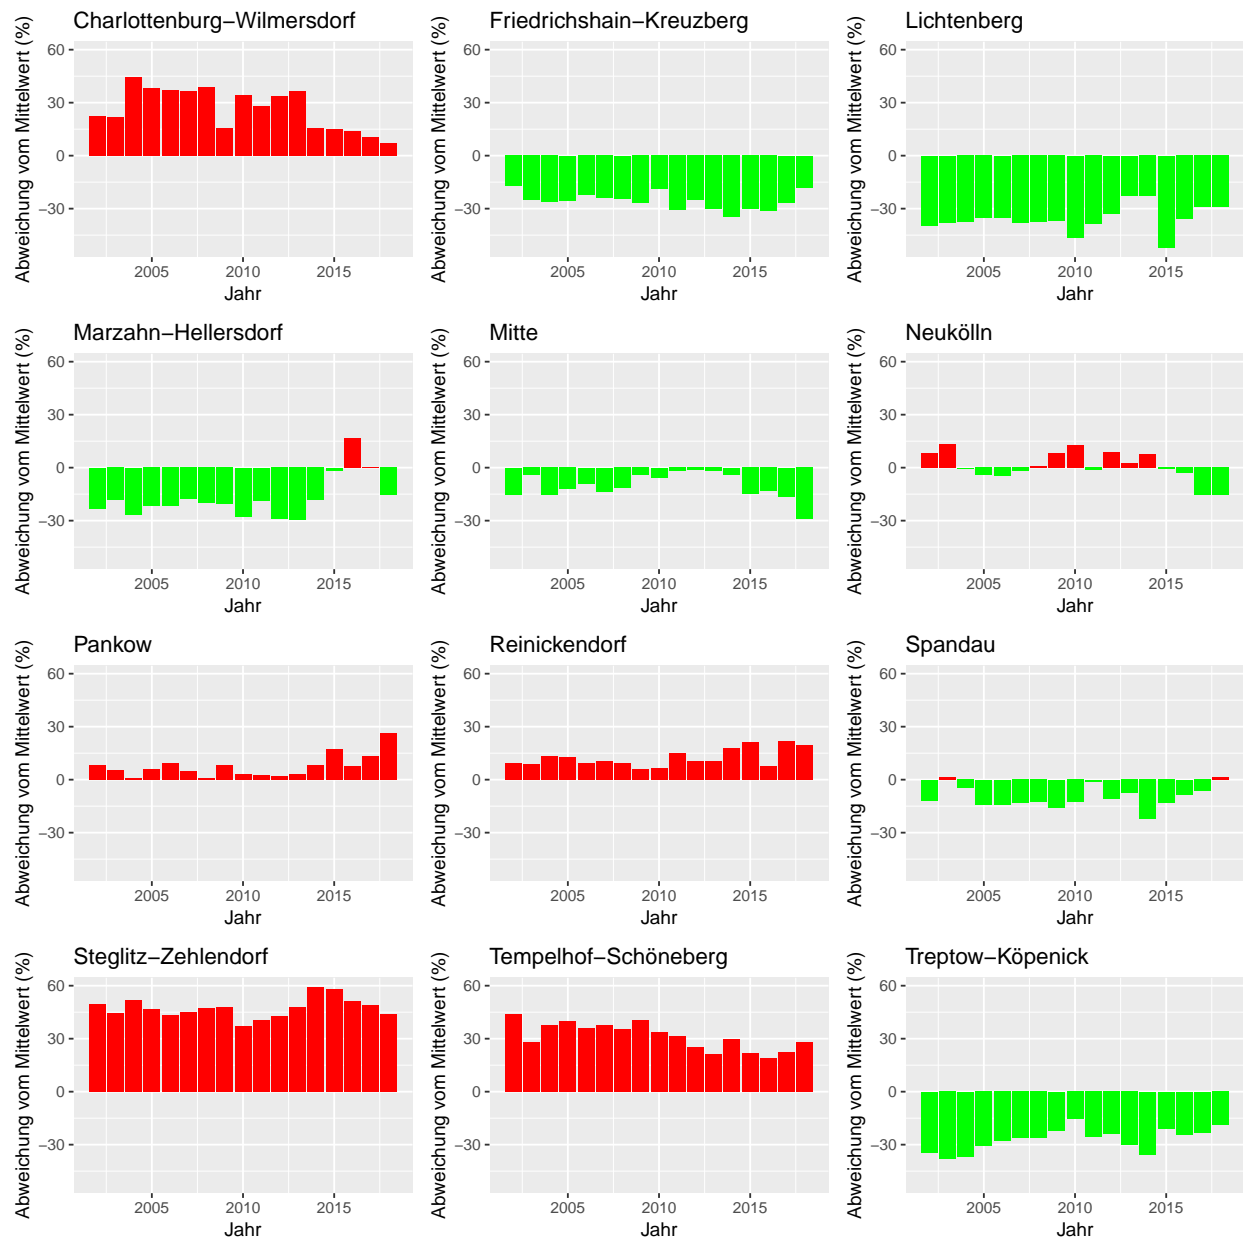 Charlottenburg−Wilmersdorf
Abweichung vom Mittelwert (%)
60
30
0
−30
2005 2010 2015
Jahr
Friedrichshain−Kreuzberg
Abweichung vom Mittelwert (%)
60
30
0
−30
2005 2010 2015
Jahr
Lichtenberg
Abweichung vom Mittelwert (%)
60
30
0
−30
2005 2010 2015
Jahr
Marzahn−Hellersdorf
Abweichung vom Mittelwert (%)
60
30
0
−30
2005 2010 2015
Jahr
Mitte
Abweichung vom Mittelwert (%)
60
30
0
−30
2005 2010 2015
Jahr
Neukölln
Abweichung vom Mittelwert (%)
60
30
0
−30
2005 2010 2015
Jahr
Pankow
Abweichung vom Mittelwert (%)
60
30
0
−30
2005 2010 2015
Jahr
Reinickendorf
Abweichung vom Mittelwert (%)
60
30
0
−30
2005 2010 2015
Jahr
Spandau
Abweichung vom Mittelwert (%)
60
30
0
−30
2005 2010 2015
Jahr
Steglitz−Zehlendorf
Abweichung vom Mittelwert (%)
60
30
0
−30
2005 2010 2015
Jahr
Tempelhof−Schöneberg
Abweichung vom Mittelwert (%)
60
30
0
−30
2005 2010 2015
Jahr
Treptow−Köpenick
Abweichung vom Mittelwert (%)
60
30
0
−30
2005 2010 2015
Jahr